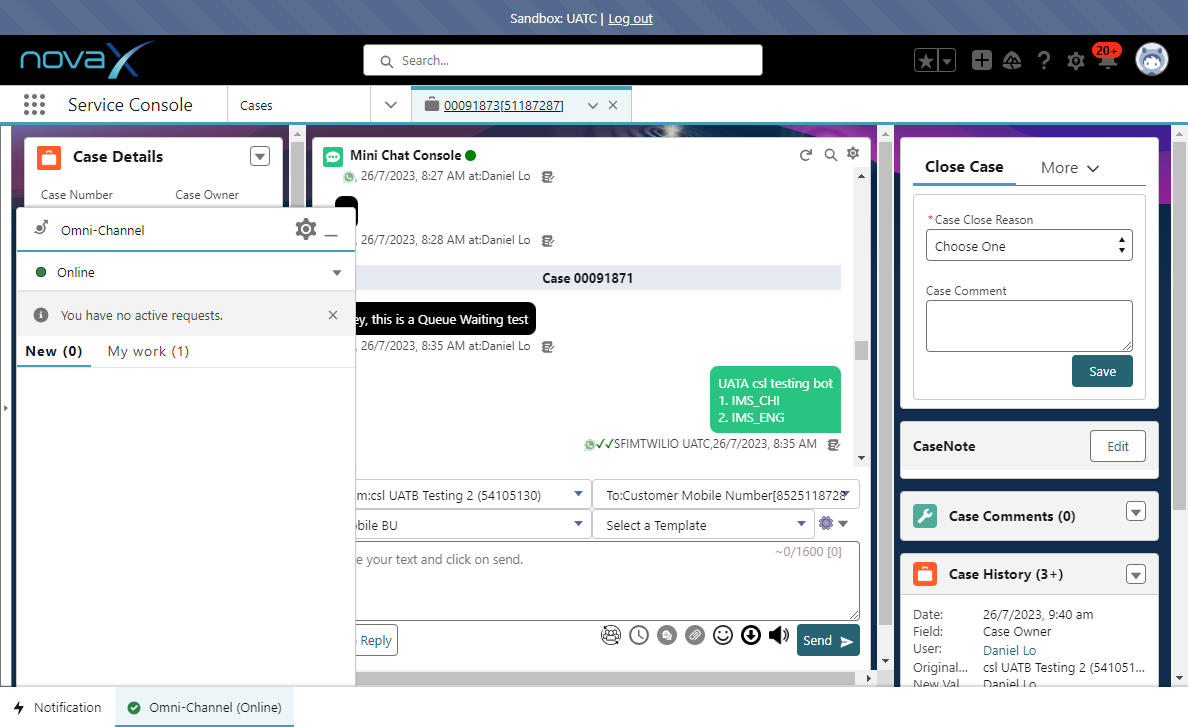 Sandbox: UATC | Log out
novaX
Search...
20+
Service Console
Cases
00091873[51187287]
Case Details
Case Number
Case Owner
Omni-Channel
Online
You have no active requests.
New (0)
My work (1)
Mini Chat Console
, 26/7/2023, 8:27 AM at:Daniel Lo
, 26/7/2023, 8:28 AM at:Daniel Lo
Case 00091871
ey, this is a Queue Waiting test
, 26/7/2023, 8:35 AM at:Daniel Lo
UATA csl testing bot
1. IMS_CHI
2. IMS_ENG
SFIMTWILIO UATC,26/7/2023, 8:35 AM
m:csl UATB Testing 2 (54105130)
To:Customer Mobile Number[8525118728
bile BU
Select a Template
~0/1600 [0]
e your text and click on send.
Reply
Send
Close Case
More
*Case Close Reason
Choose One
Case Comment
Save
CaseNote
Edit
Case Comments (0)
Case History (3+)
Date: 26/7/2023, 9:40 am
Field: Case Owner
User: Daniel Lo
Original... csl UATB Testing 2 (541051...
New Val Daniel Lo
Notification
Omni-Channel (Online)